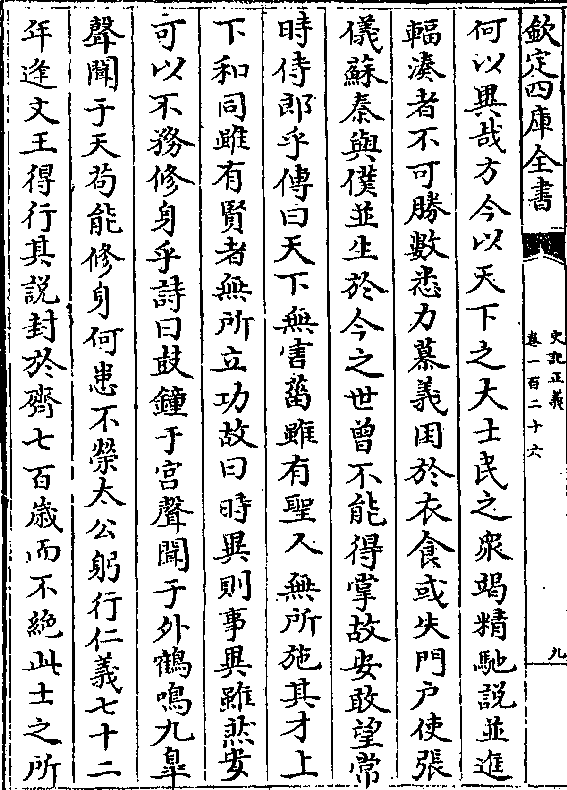 欽定四庫全書
史記正義
卷一百二十六
九
何以異哉方今以天下之大士民之衆竭精馳說並進
輻湊者不可勝數悉力慕義困於衣食或失門戶使張
儀蘇秦與僕並生於今之世曾不能得掌故安敢望常
時侍郎乎傳曰天下無害菑雖有聖人無所施其才上
下和同雖有賢者無所立功故曰時異則事異雖然安
可以不務修身乎詩曰鼓鐘于宮聲聞于外鶴鳴九臯
聲聞于天苟能修身何患不榮太公躬行仁義七十二
年逢文王得行其說封於齊七百歲而不絶此士之所